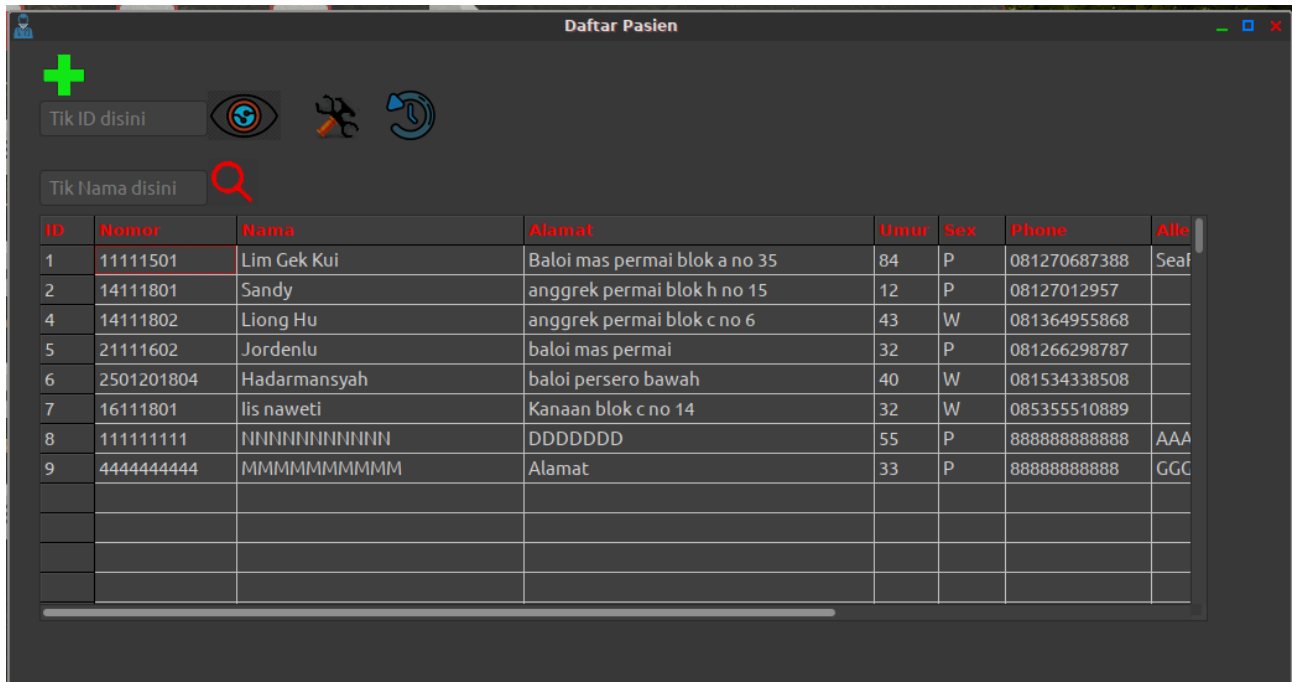 Daftar Pasien
Tik ID disini
Tik Nama disini
ID Nomor Nama Alamat Umur Sex Phone Alle
1 11111501 Lim Gek Kui Baloi mas permai blok a no 35 84 P 081270687388 Seaf
2 14111801 Sandy anggrek permai blok h no 15 12 P 08127012957
4 14111802 Liong Hu anggrek permai blok c no 6 43 W 081364955868
5 21111602 Jordenlu baloi mas permai 32 P 081266298787
6 2501201804 Hadarmansyah baloi persero bawah 40 W 081534338508
7 16111801 lis naweti Kanaan blok c no 14 32 W 085355510889
8 111111111 NNNNNNNNNNN DDDDDDD 55 P 888888888888 AAA
9 4444444444 MMMMMMMMMM Alamat 33 P 88888888888 GGG